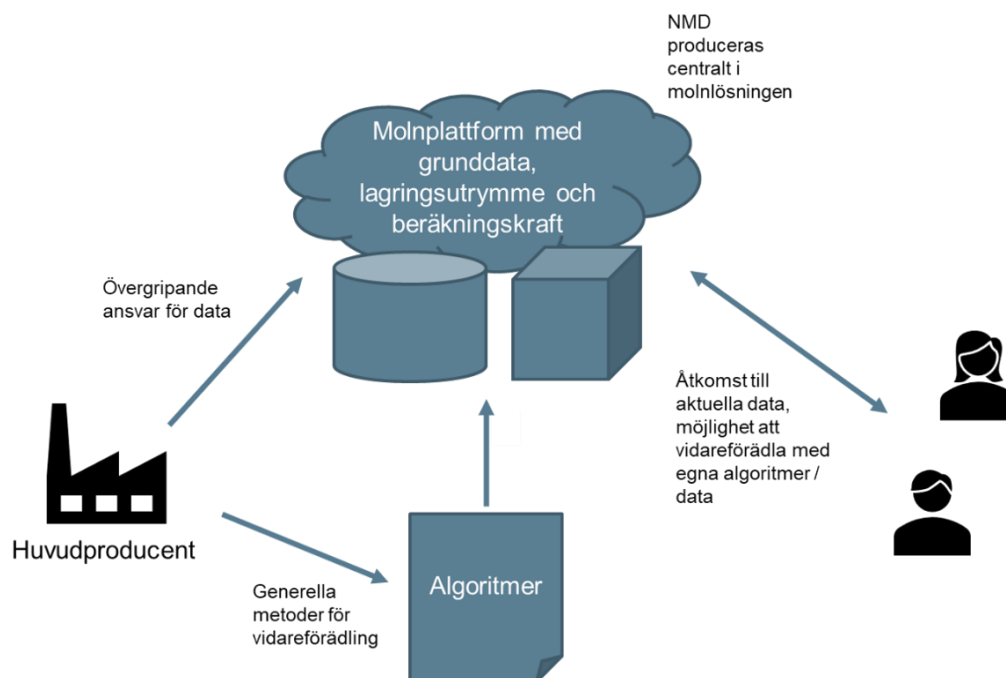 NMD
produceras
centralt i
molnlösningen
Molnplattform med
grunddata,
lagringsutrymme och
beräkningskraft
Övergripande
ansvar för data
Åtkomst till
aktuella data,
möjlighet att
vidareförädla med
egna algoritmer /
data
Huvudproducent
Algoritmer
Generella
metoder för
vidareförädling